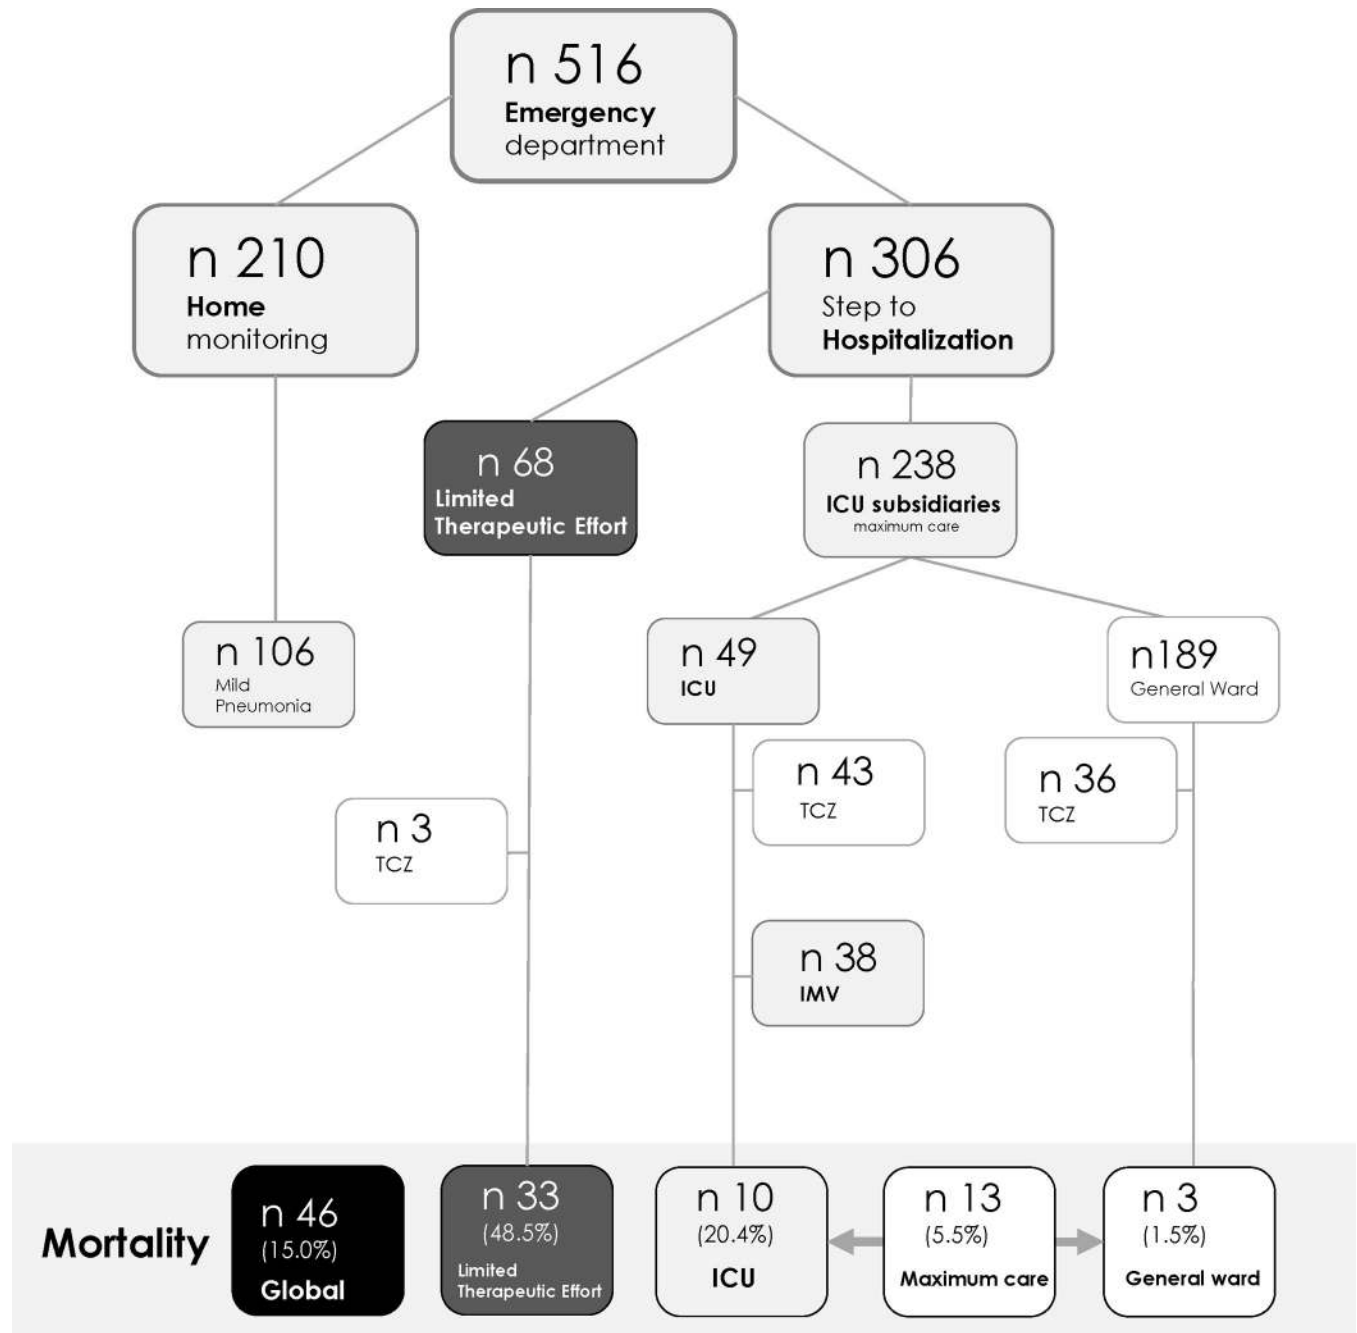 n 516
Emergency
department
n 210
Home
monitoring
n 306
Step to
Hospitalization
n 68
Limited
Therapeutic Effort
n 238
ICU subsidiaries
maximum care
n 106
Mild
Pneumonia
n 49
ICU
n189
General Ward
n 43
TCZ
n 36
TCZ
n 3
TCZ
n 38
IMV
Mortality
n 46
(15.0%)
Global
n 33
(48.5%)
Limited
Therapeutic Effort
n 10
(20.4%)
ICU
n 13
(5.5%)
Maximum care
n 3
(1.5%)
General ward